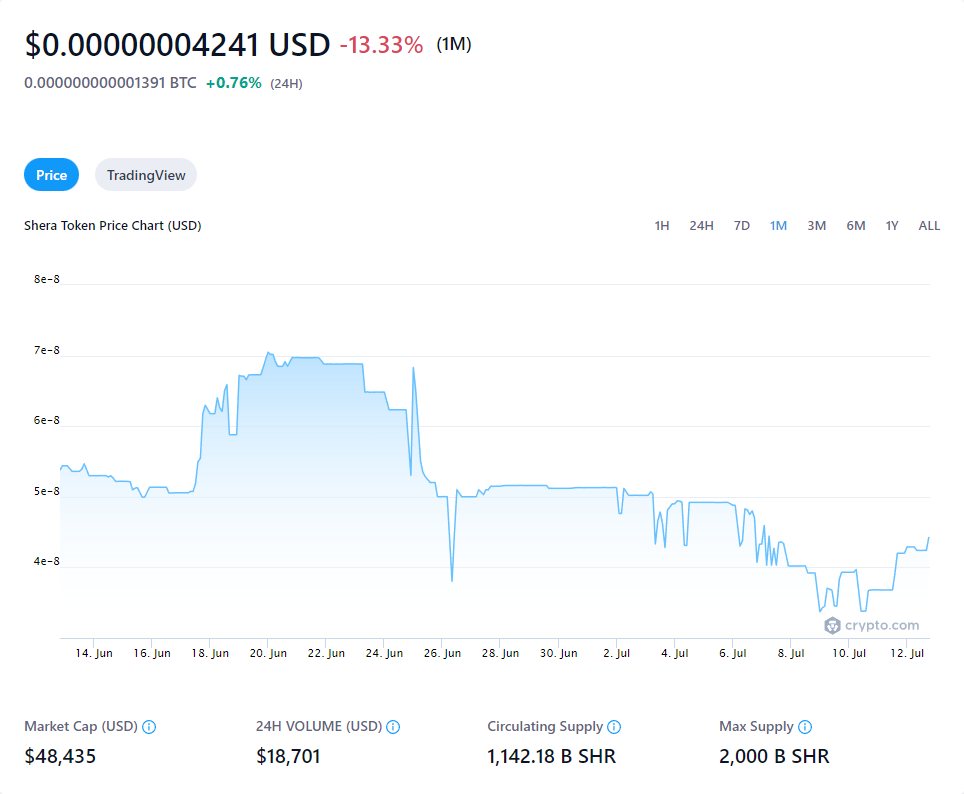 $0.00000004241 USD -13.33% (1M)
0.000000000001391 BTC +0.76% (24H)
Price TradingView
Shera Token Price Chart (USD) 1H 24H 7D 1M 3M 6M 1Y ALL
8e-8
7e-8
6e-8
5e-8
4e-8
crypto.com
14. Jun 16. Jun 18. Jun 20. Jun 22. Jun 24. Jun 26. Jun 28. Jun 30. Jun 2. Jul 4. Jul 6. Jul 8. Jul 10. Jul 12. Jul
Market Cap (USD) 24H VOLUME (USD) Circulating Supply Max Supply
$48,435 $18,701 1,142.18 B SHR 2,000 B SHR